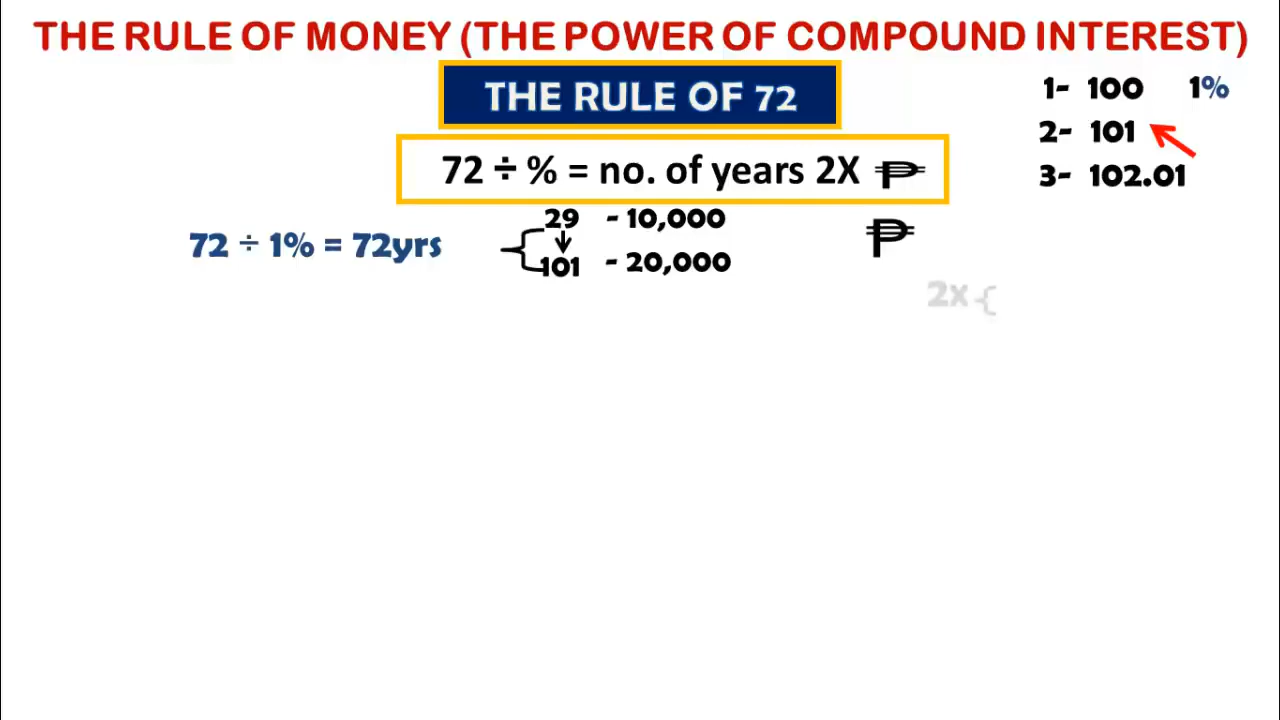 THE RULE OF MONEY (THE POWER OF COMPOUND INTEREST)
THE RULE OF 72
72 ÷ % = no. of years 2X ₱
1- 100 1%
2- 101
3- 102.01
72 ÷ 1% = 72yrs
29 - 10,000
101 - 20,000
₱
2x {